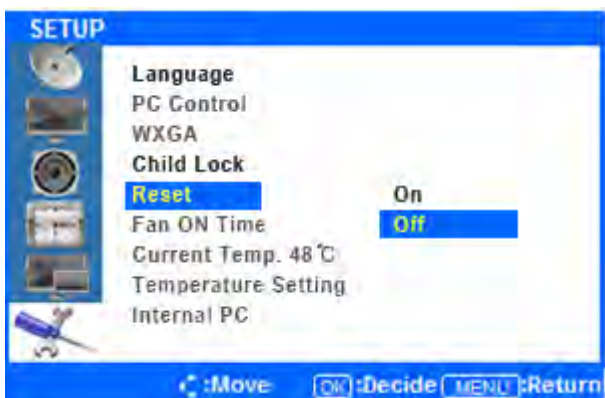 SETUP
Language
PC Control
WXGA
Child Lock
Reset On
Fan ON Time Off
Current Temp. 48℃
Temperature Setting
Internal PC
:Move OK:Decide MENU:Return